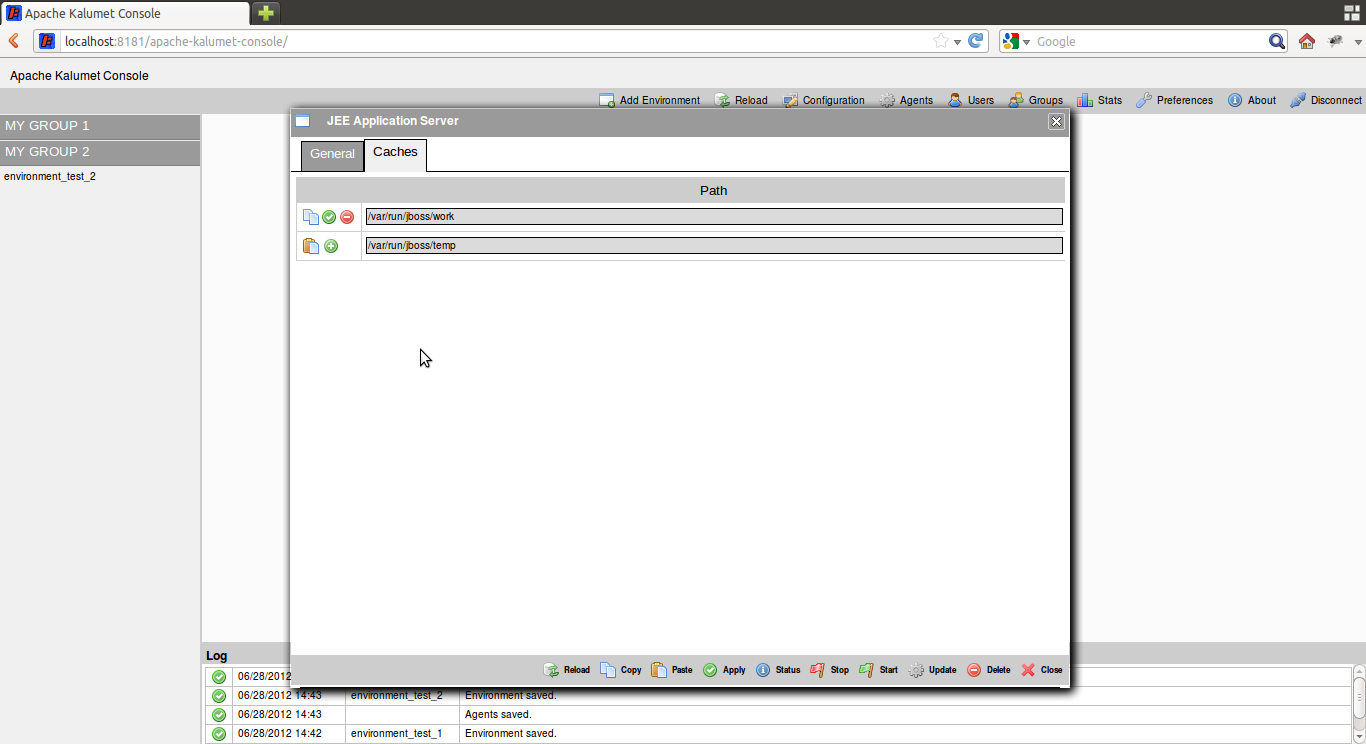 Apache Kalumet Console
localhost:8181/apache-kalumet-console/
Google
Apache Kalumet Console
Add Environment Reload Configuration Agents Users Groups Stats Preferences About Disconnect
MY GROUP 1
MY GROUP 2
environment_test_2
JEE Application Server
General Caches
Path
/var/run/jboss/work
/var/run/jboss/temp
Reload Copy Paste Apply Status Stop Start Update Delete Close
Log
06/28/2012
06/28/2012 14:43 environment_test_2 Environment saved.
06/28/2012 14:43 Agents saved.
06/28/2012 14:42 environment_test_1 Environment saved.